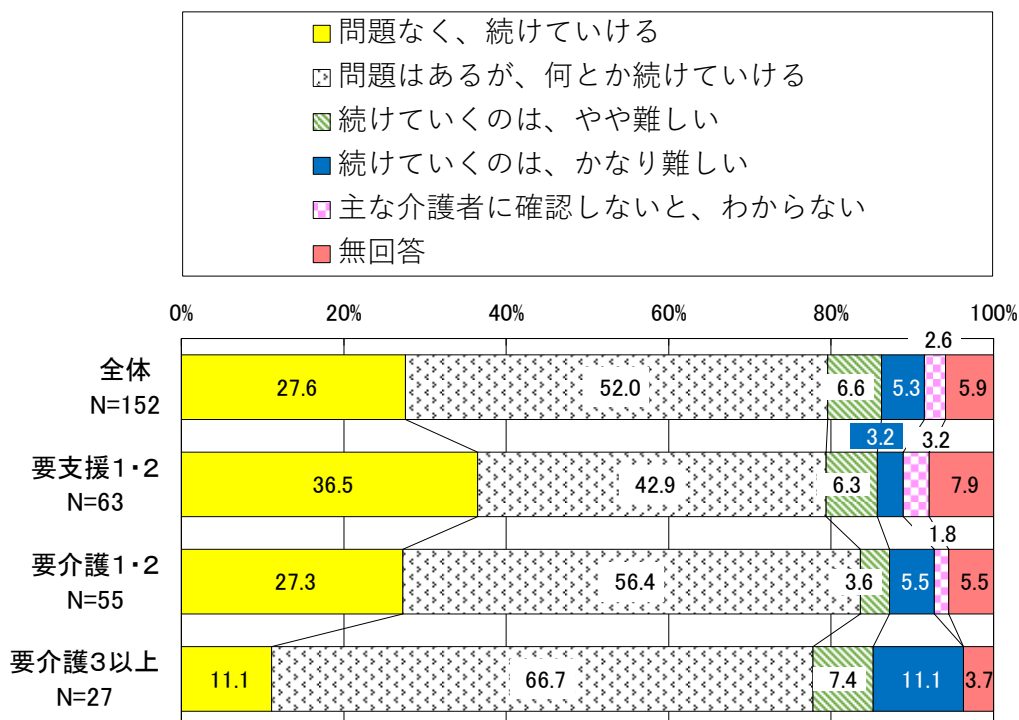 問題なく、続けていける
問題はあるが、何とか続けていける
続けていくのは、やや難しい
続けていくのは、かなり難しい
主な介護者に確認しないと、わからない
無回答
0% 20% 40% 60% 80% 100%
2.6
全体
N=152
27.6 52.0 6.6 5.3 5.9
3.2 3.2
要支援1・2
N=63
36.5 42.9 6.3 7.9
1.8
要介護1・2
N=55
27.3 56.4 3.6 5.5 5.5
要介護3以上
N=27
11.1 66.7 7.4 11.1 3.7